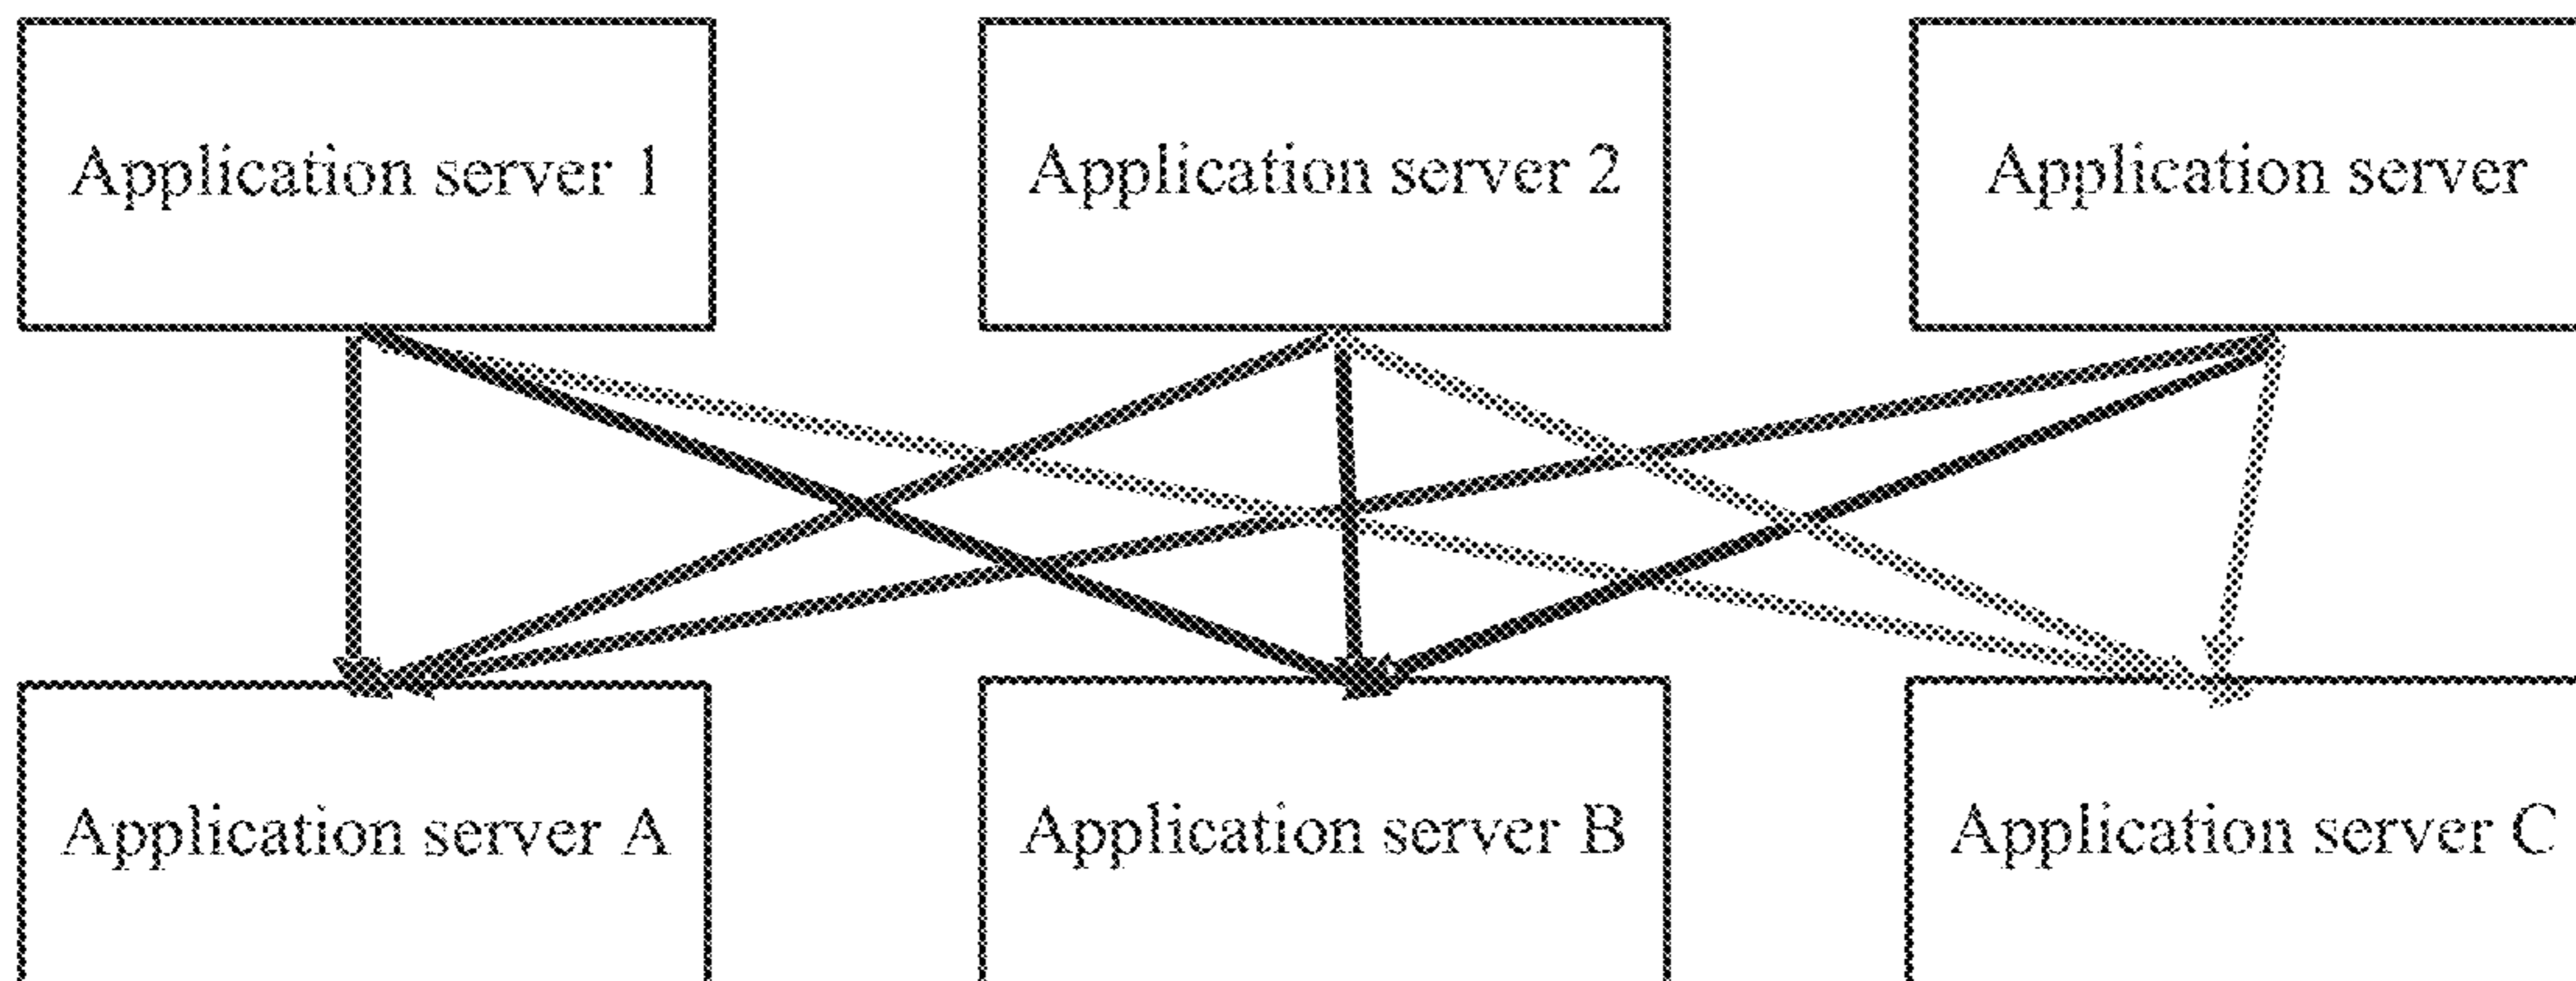 Application server 1
Application server 2
Application server
Application server A
Application server B
Application server C